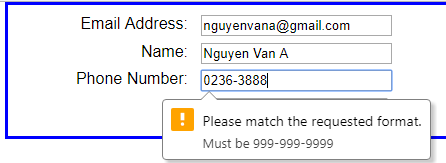 Email Address: nguyenvana@gmail.com
Name: Nguyen Van A
Phone Number: 0236-3888
Please match the requested format.
Must be 999-999-9999